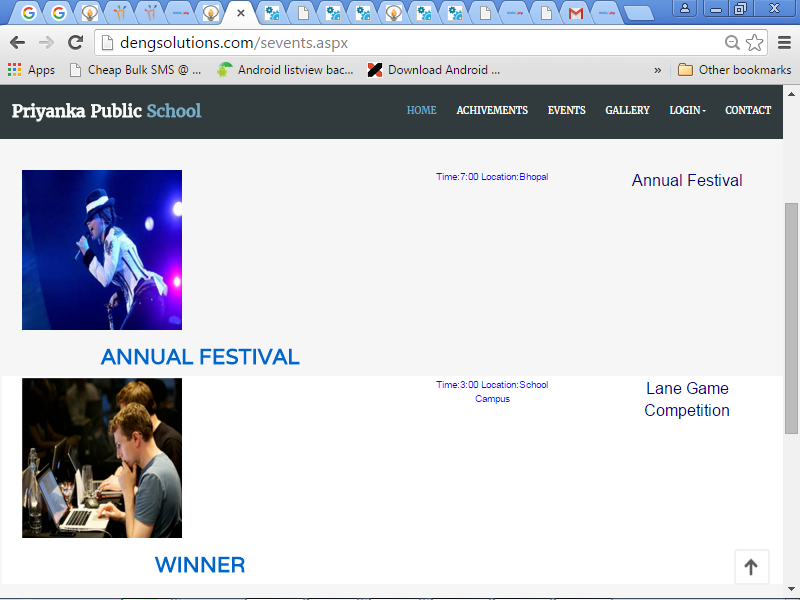 dengsolutions.com/sevents.aspx
Apps
Cheap Bulk SMS @ ...
Android listview bac...
Download Android ...
»
Other bookmarks
Priyanka Public School
HOME
ACHIVEMENTS
EVENTS
GALLERY
LOGIN
CONTACT
Time:7:00 Location:Bhopal
Annual Festival
ANNUAL FESTIVAL
Time:3:00 Location:School
Campus
Lane Game
Competition
WINNER